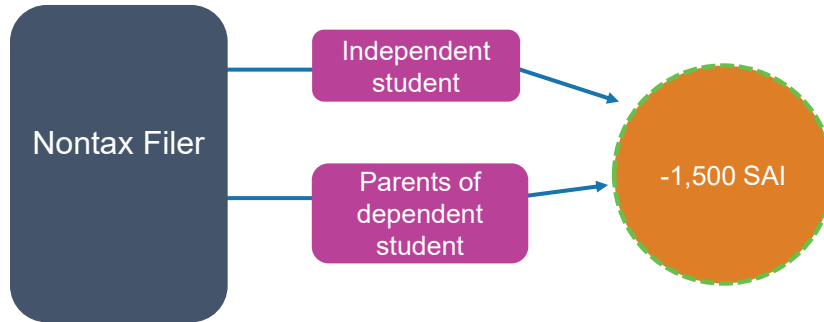 Nontax Filer
Independent
student
Parents of
dependent
student
-1,500 SAI